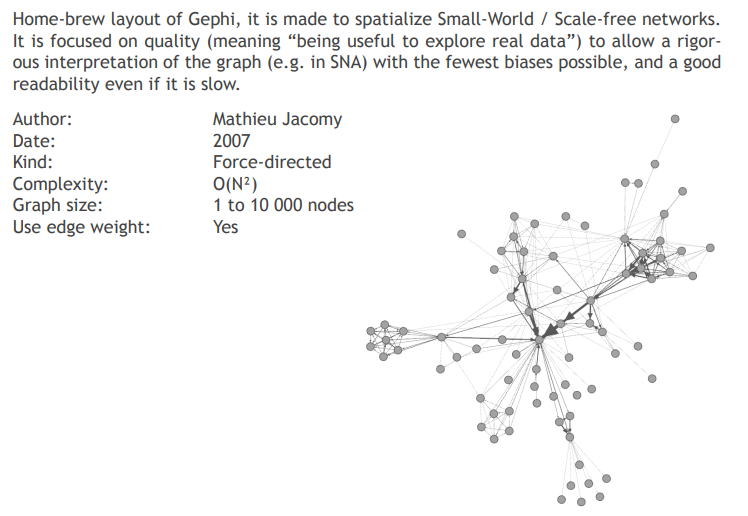 Home-brew layout of Gephi, it is made to spatialize Small-World / Scale-free networks.
It is focused on quality (meaning “being useful to explore real data”) to allow a rigor-
ous interpretation of the graph (e.g. in SNA) with the fewest biases possible, and a good
readability even if it is slow.
Author: Mathieu Jacomy
Date: 2007
Kind: Force-directed
Complexity: O(N²)
Graph size: 1 to 10 000 nodes
Use edge weight: Yes